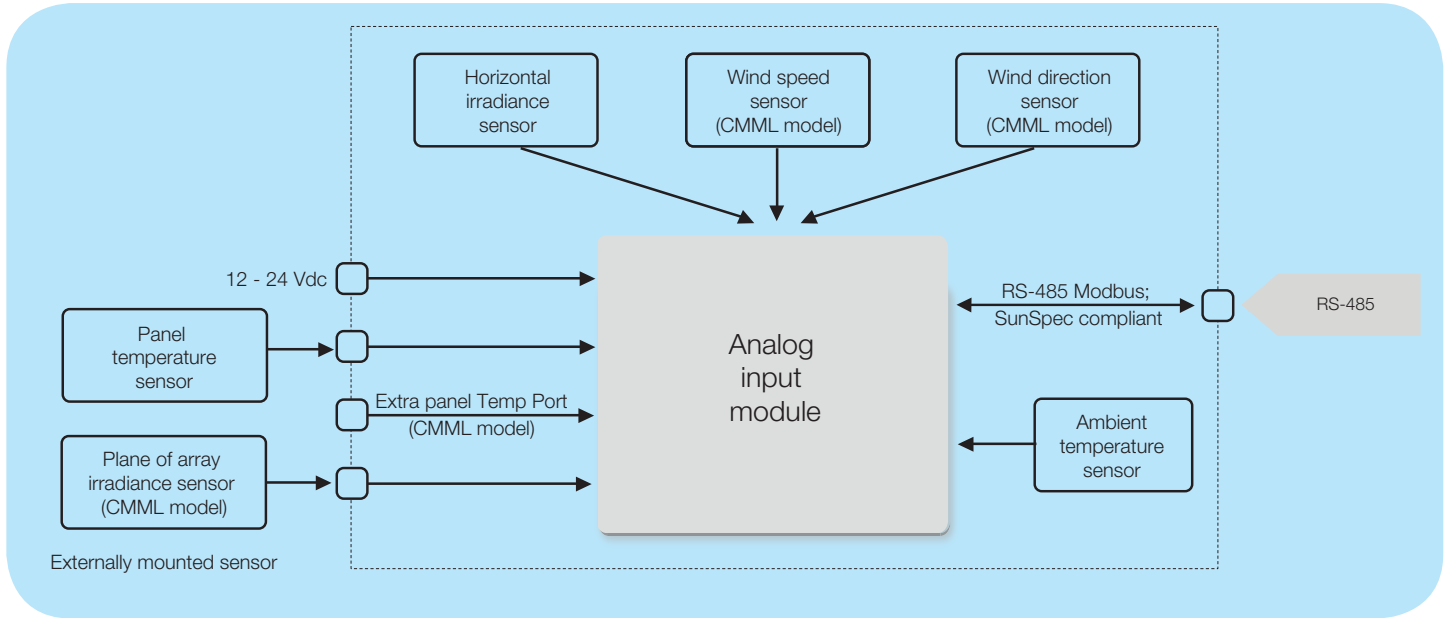 Horizontal
irradiance
sensor
Wind speed
sensor
(CMML model)
Wind direction
sensor
(CMML model)
12 - 24 Vdc
Panel
temperature
sensor
Extra panel Temp Port
(CMML model)
Plane of array
irradiance sensor
(CMML model)
Externally mounted sensor
Analog
input
module
RS-485 Modbus;
SunSpec compliant
RS-485
Ambient
temperature
sensor